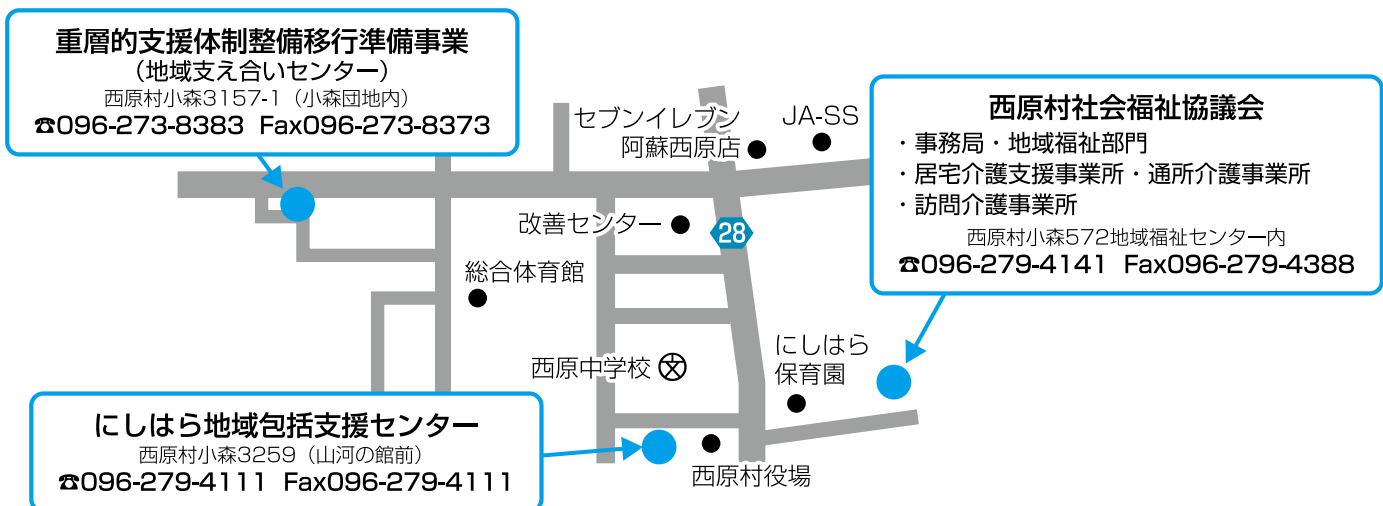 重層的支援体制整備移行準備事業
（地域支え合いセンター）
西原村小森3157-1（小森団地内）
☎096-273-8383 Fax096-273-8373
セブンイレブン
阿蘇西原店
JA-SS
改善センター
28
総合体育館
西原中学校
文
にしはら
保育園
西原村役場
西原村社会福祉協議会
・事務局・地域福祉部門
・居宅介護支援事業所・通所介護事業所
・訪問介護事業所
西原村小森572地域福祉センター内
☎096-279-4141 Fax096-279-4388
にしはら地域包括支援センター
西原村小森3259（山河の館前）
☎096-279-4111 Fax096-279-4111